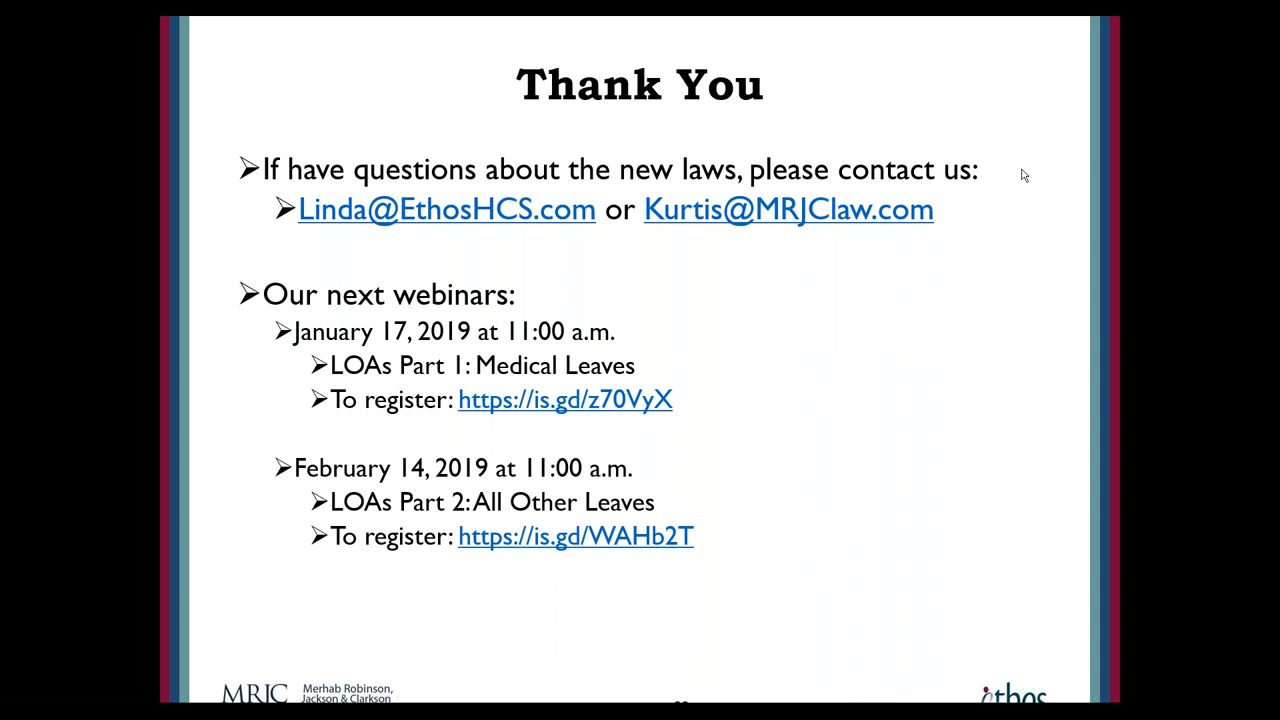 Thank You
➢If have questions about the new laws, please contact us:
➢Linda@EthosHCS.com or Kurtis@MRJClaw.com
➢Our next webinars:
➢January 17, 2019 at 11:00 a.m.
➢LOAs Part 1: Medical Leaves
➢To register: https://is.gd/z70VyX
➢February 14, 2019 at 11:00 a.m.
➢LOAs Part 2: All Other Leaves
➢To register: https://is.gd/WAHb2T
MRJC Merhab Robinson,
Jackson & Clarkson
ethos